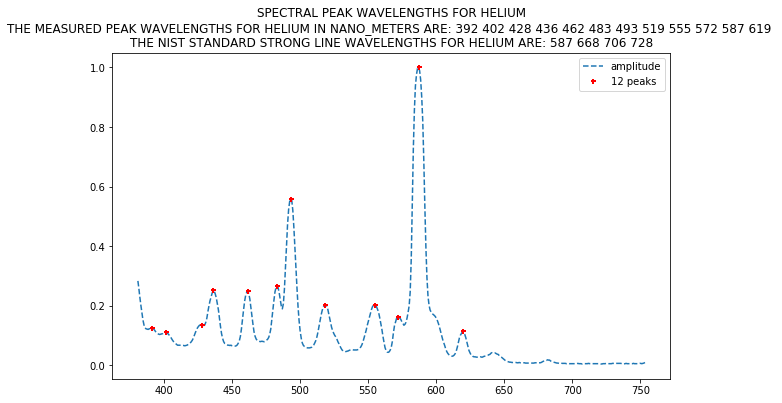 SPECTRAL PEAK WAVELENGTHS FOR HELIUM
THE MEASURED PEAK WAVELENGTHS FOR HELIUM IN NANO_METERS ARE: 392 402 428 436 462 483 493 519 555 572 587 619
THE NIST STANDARD STRONG LINE WAVELENGTHS FOR HELIUM ARE: 587 668 706 728
amplitude
12 peaks
1.0
0.8
0.6
0.4
0.2
0.0
400 450 500 550 600 650 700 750